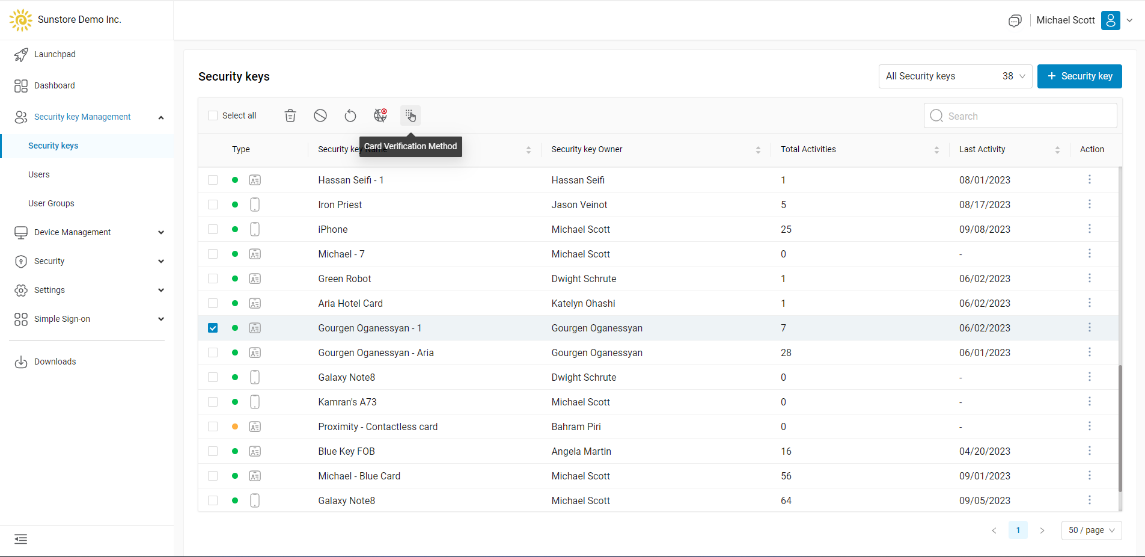 Sunstore Demo Inc.
Michael Scott
Launchpad
Dashboard
Security key Management
Security keys
Users
User Groups
Device Management
Security
Settings
Simple Sign-on
Downloads
Security keys
All Security keys 38
+ Security key
Select all
Search
Card Verification Method
Type Security key Name Security key Owner Total Activities Last Activity Action
Hassan Seifi - 1 Hassan Seifi 1 08/01/2023
Iron Priest Jason Veinot 5 08/17/2023
iPhone Michael Scott 25 09/08/2023
Michael - 7 Michael Scott 0 -
Green Robot Dwight Schrute 1 06/02/2023
Aria Hotel Card Katelyn Ohashi 1 06/02/2023
Gourgen Oganessyan - 1 Gourgen Oganessyan 7 06/02/2023
Gourgen Oganessyan - Aria Gourgen Oganessyan 28 06/01/2023
Galaxy Note8 Dwight Schrute 0 -
Kamran's A73 Michael Scott 0 -
Proximity - Contactless card Bahram Piri 0 -
Blue Key FOB Angela Martin 16 04/20/2023
Michael - Blue Card Michael Scott 56 09/01/2023
Galaxy Note8 Michael Scott 64 09/05/2023
< 1 > 50 / page